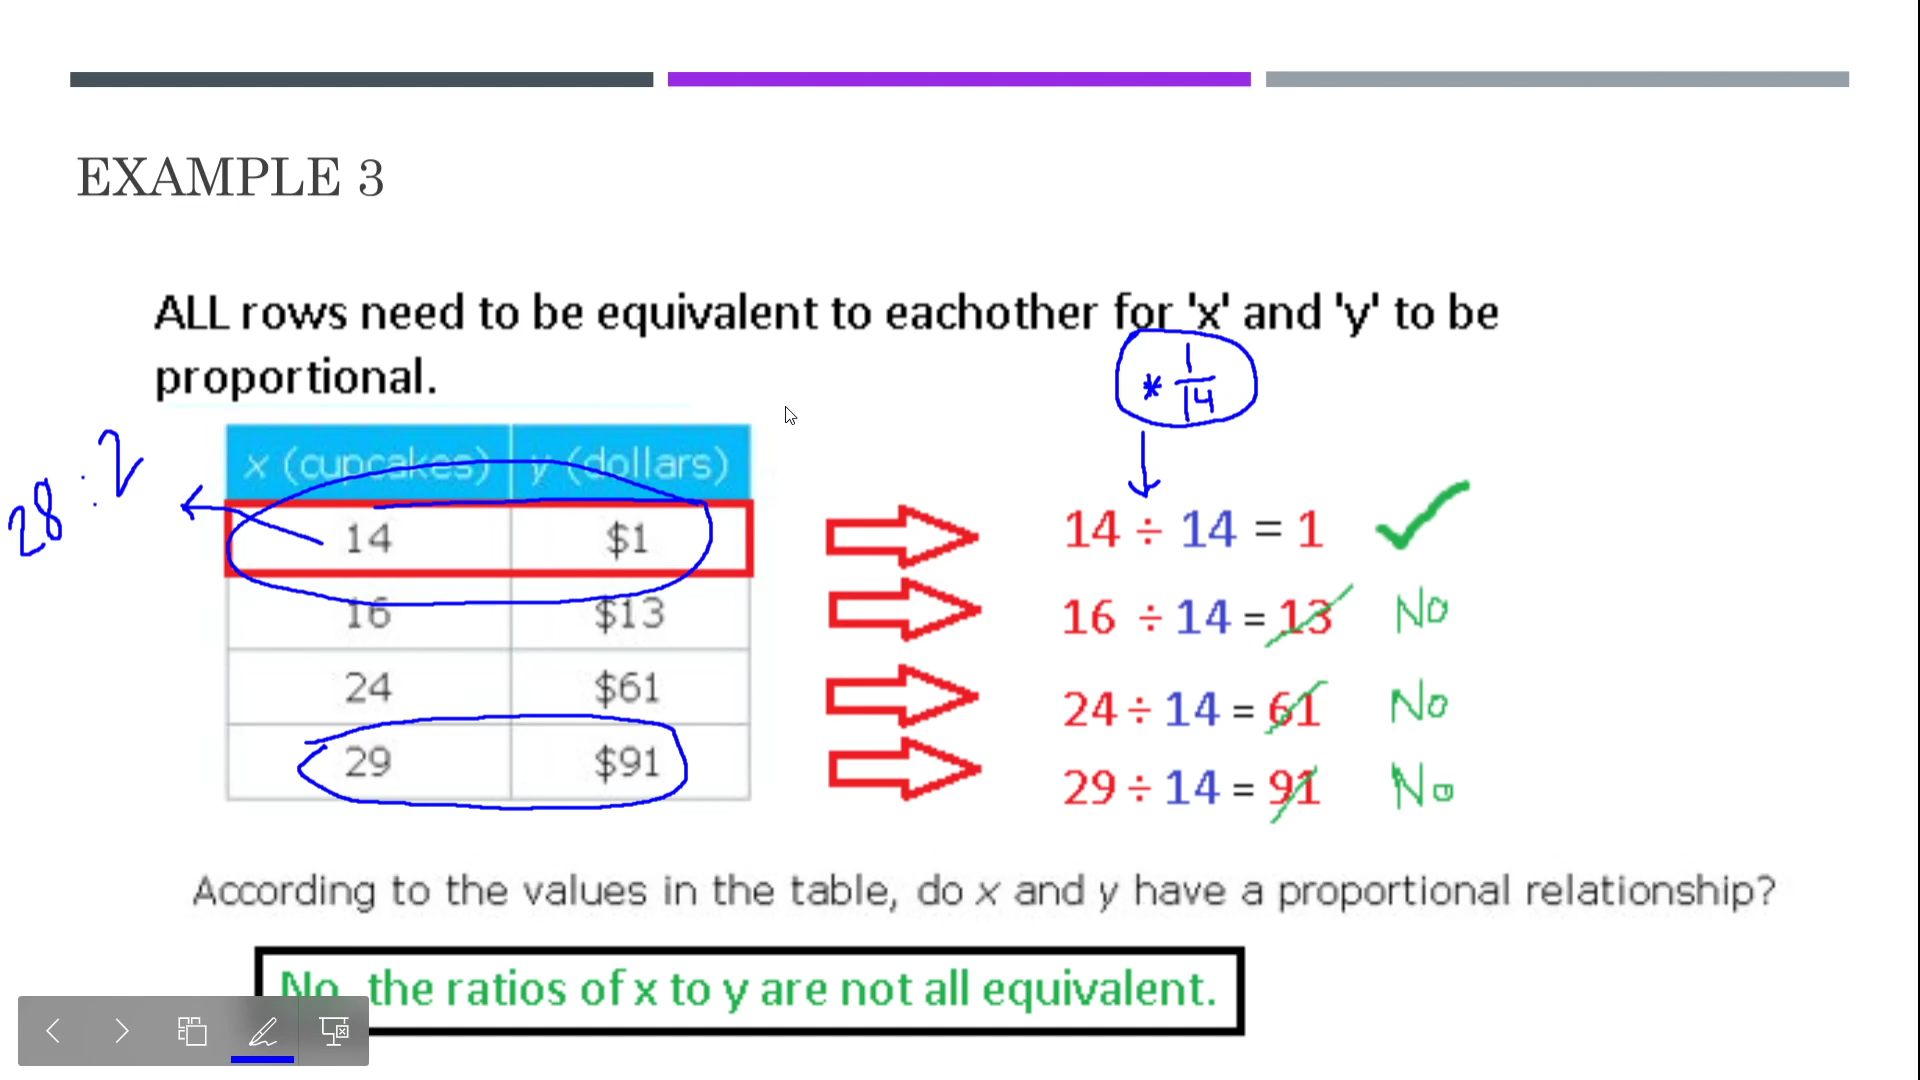 EXAMPLE 3
ALL rows need to be equivalent to eachother for 'x' and 'y' to be
proportional.
* 1/14
28 : 2
x (cupcakes) y (dollars)
14 $1
16 $13
24 $61
29 $91
14 ÷ 14 = 1
16 ÷ 14 = 13 No
24 ÷ 14 = 61 No
29 ÷ 14 = 91 No
According to the values in the table, do x and y have a proportional relationship?
No, the ratios of x to y are not all equivalent.